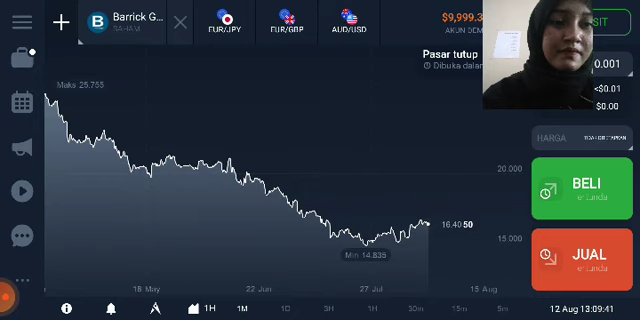 Barrick G...
SAHAM
EUR/JPY
EUR/GBP
AUD/USD
$9,999.3
AKUN DEM
SIT
Pasar tutup
Dibuka dalam
0.001
<$0.01
$0.00
Maks 25.755
HARGA
20.000
BELI
16.4050
15.000
Min 14.835
JUAL
18 May
22 Jun
27 Jul
15 Aug
1H
1M
1D
3H
1H
30m
15m
5m
12 Aug 13:09:41